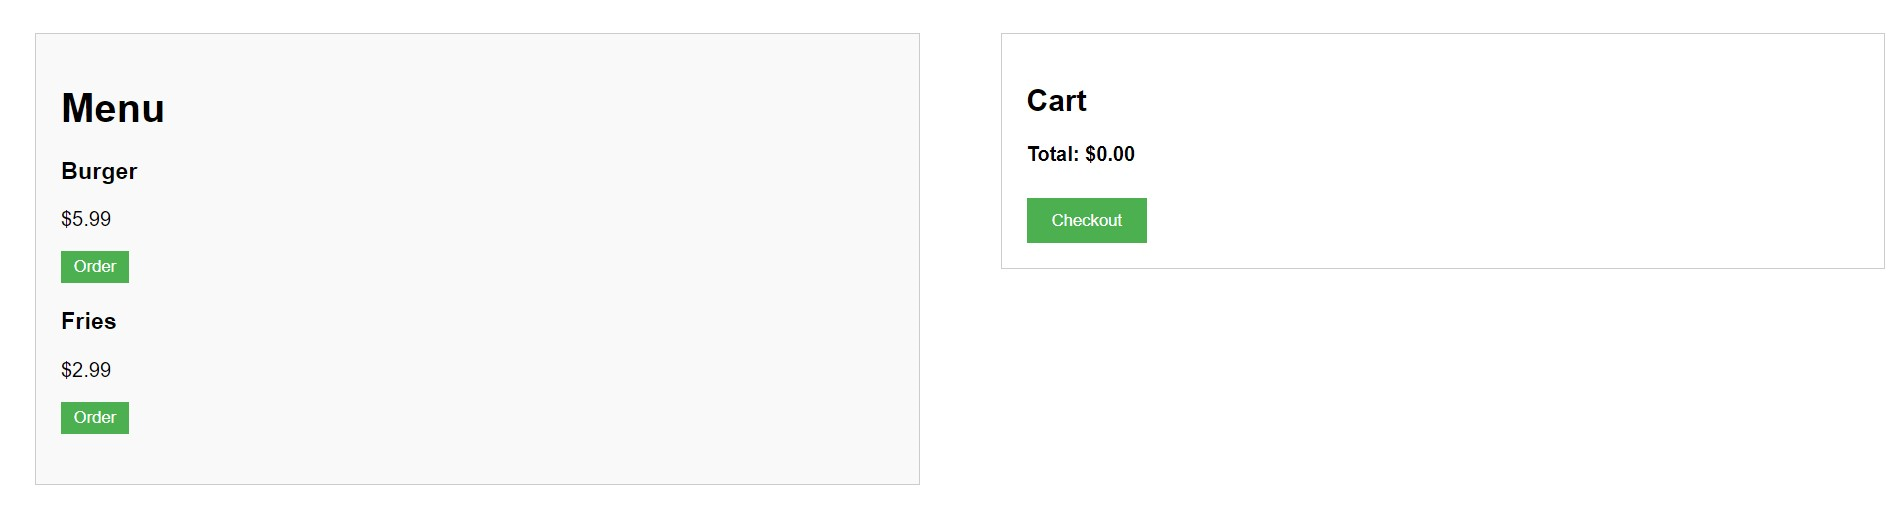 Menu
Burger
$5.99
Order
Fries
$2.99
Order
Cart
Total: $0.00
Checkout